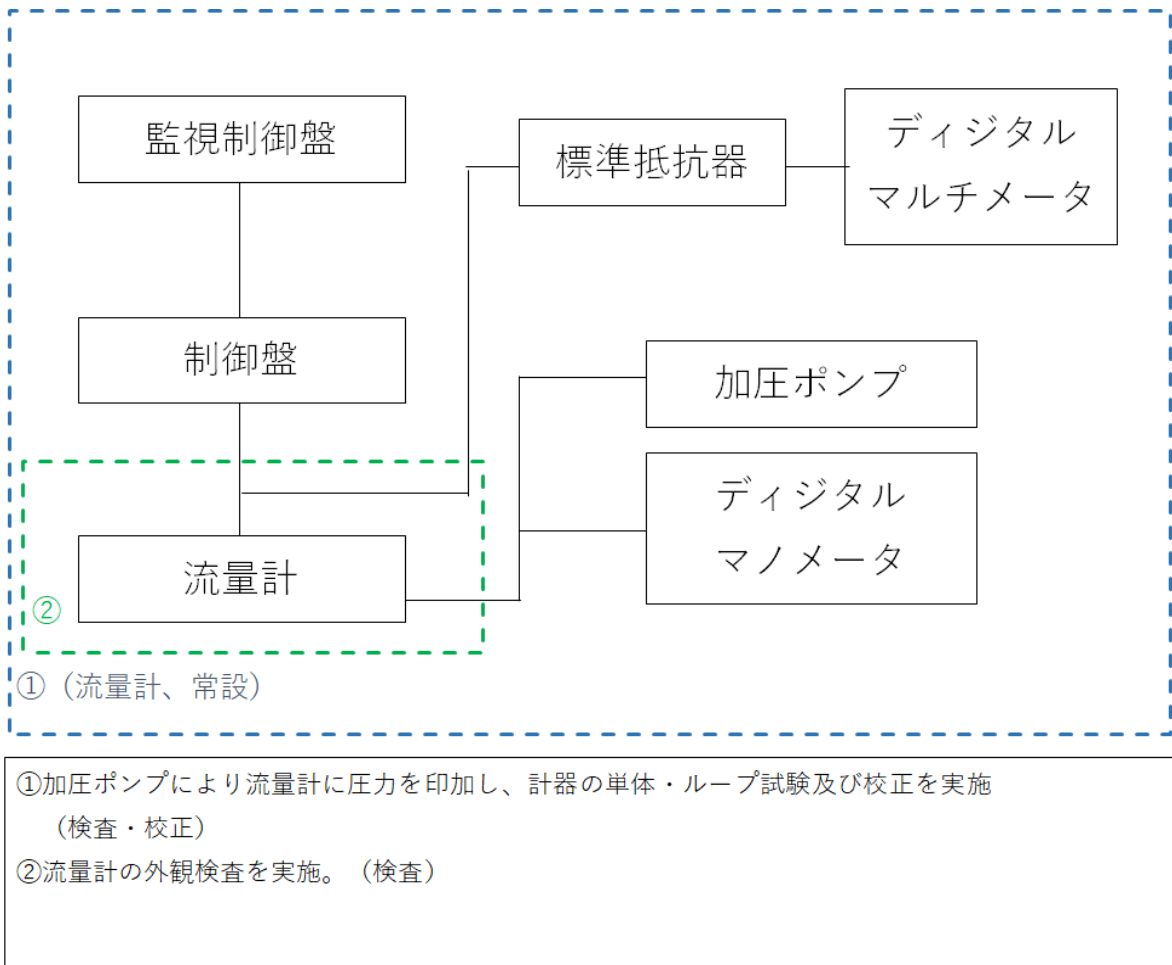 監視制御盤
標準抵抗器
ディジタル
マルチメータ
制御盤
加圧ポンプ
ディジタル
マノメータ
流量計
②
①（流量計、常設）
①加圧ポンプにより流量計に圧力を印加し、計器の単体・ループ試験及び校正を実施
（検査・校正）
②流量計の外観検査を実施。（検査）